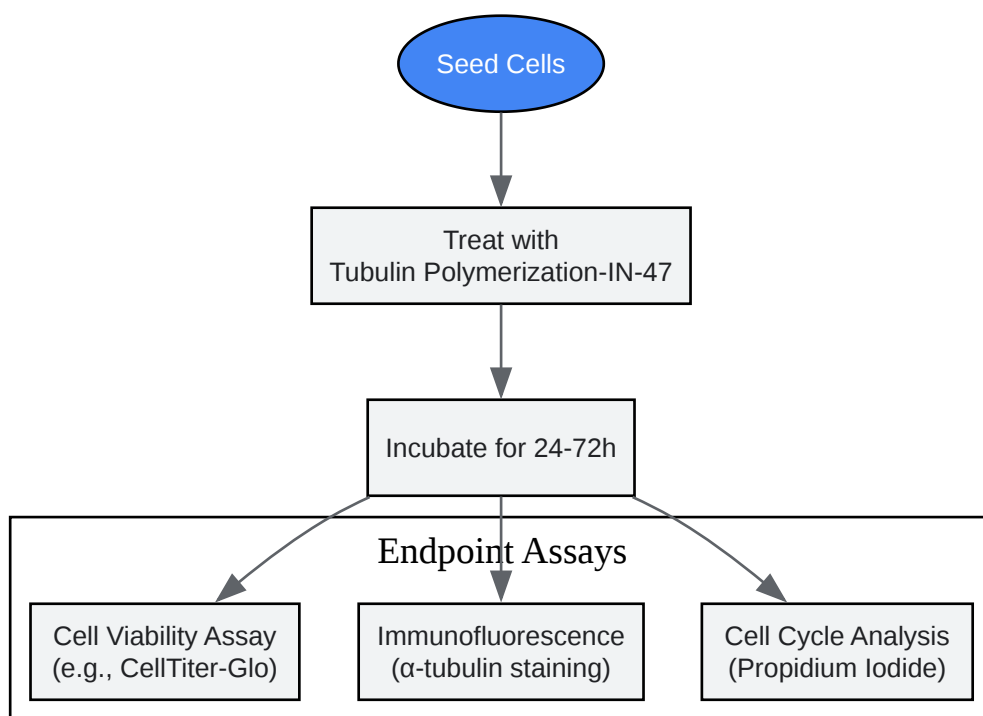 Seed Cells
Treat with
Tubulin Polymerization-IN-47
Incubate for 24-72h
Endpoint Assays
Cell Viability Assay
(e.g., CellTiter-Glo)
Immunofluorescence
(α-tubulin staining)
Cell Cycle Analysis
(Propidium Iodide)